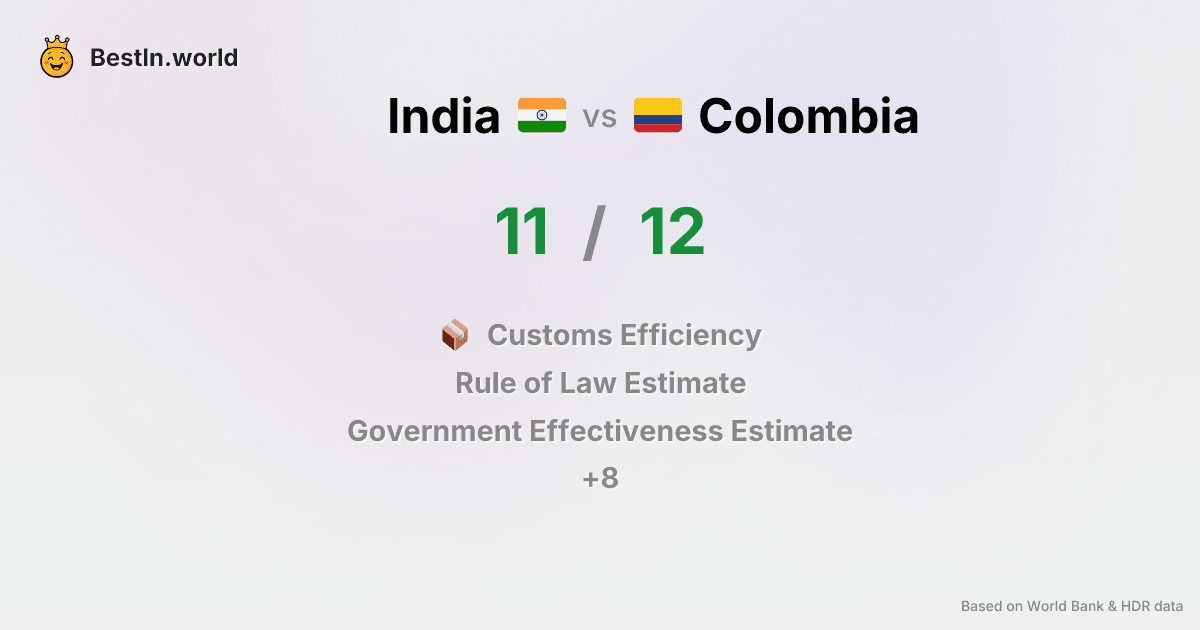 BestIn.world
India vs Colombia
11 / 12
Customs Efficiency
Rule of Law Estimate
Government Effectiveness Estimate
+8
Based on World Bank & HDR data